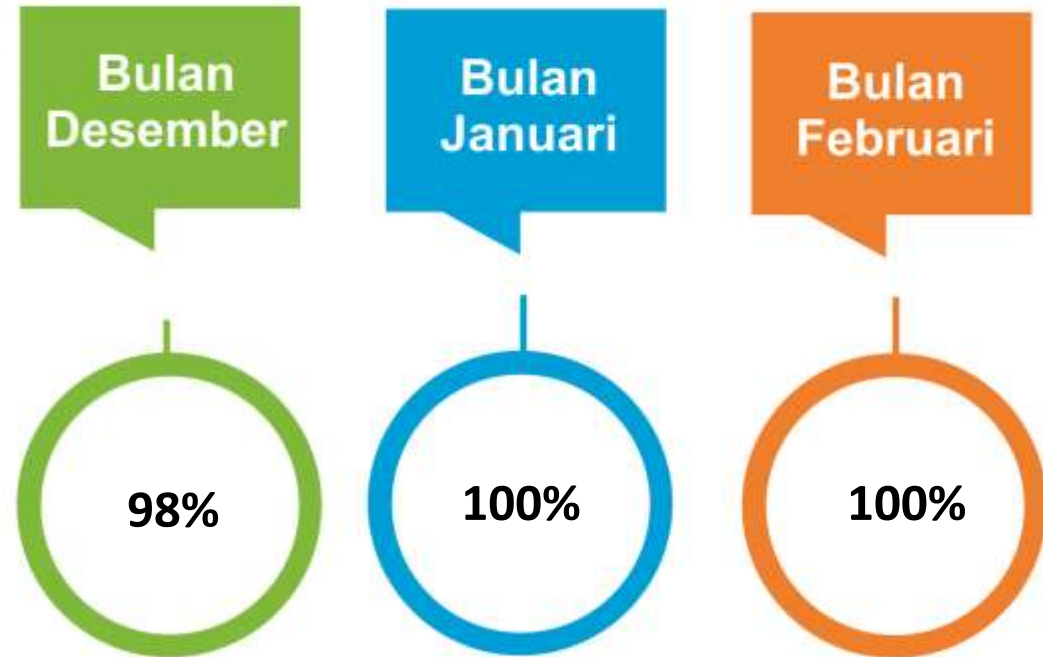 Bulan
Desember
Bulan
Januari
Bulan
Februari
98%
100%
100%